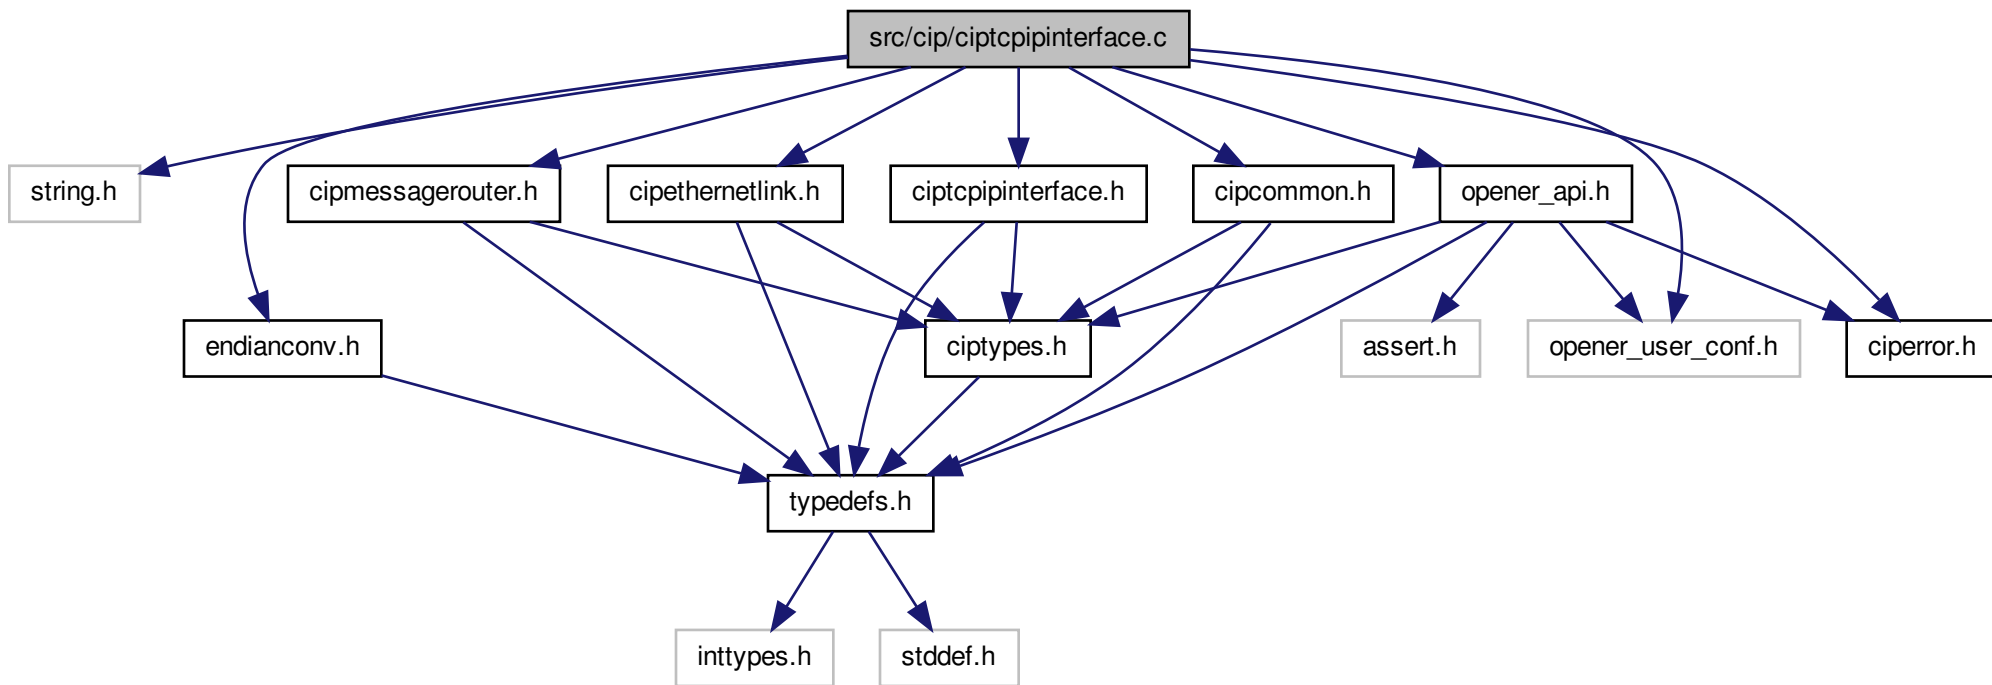 src/cip/ciptcpipinterface.c
string.h
cipmessagerouter.h
cipethernetlink.h
ciptcpipinterface.h
cipcommon.h
opener_api.h
endianconv.h
ciptypes.h
assert.h
opener_user_conf.h
ciperror.h
typedefs.h
inttypes.h
stddef.h